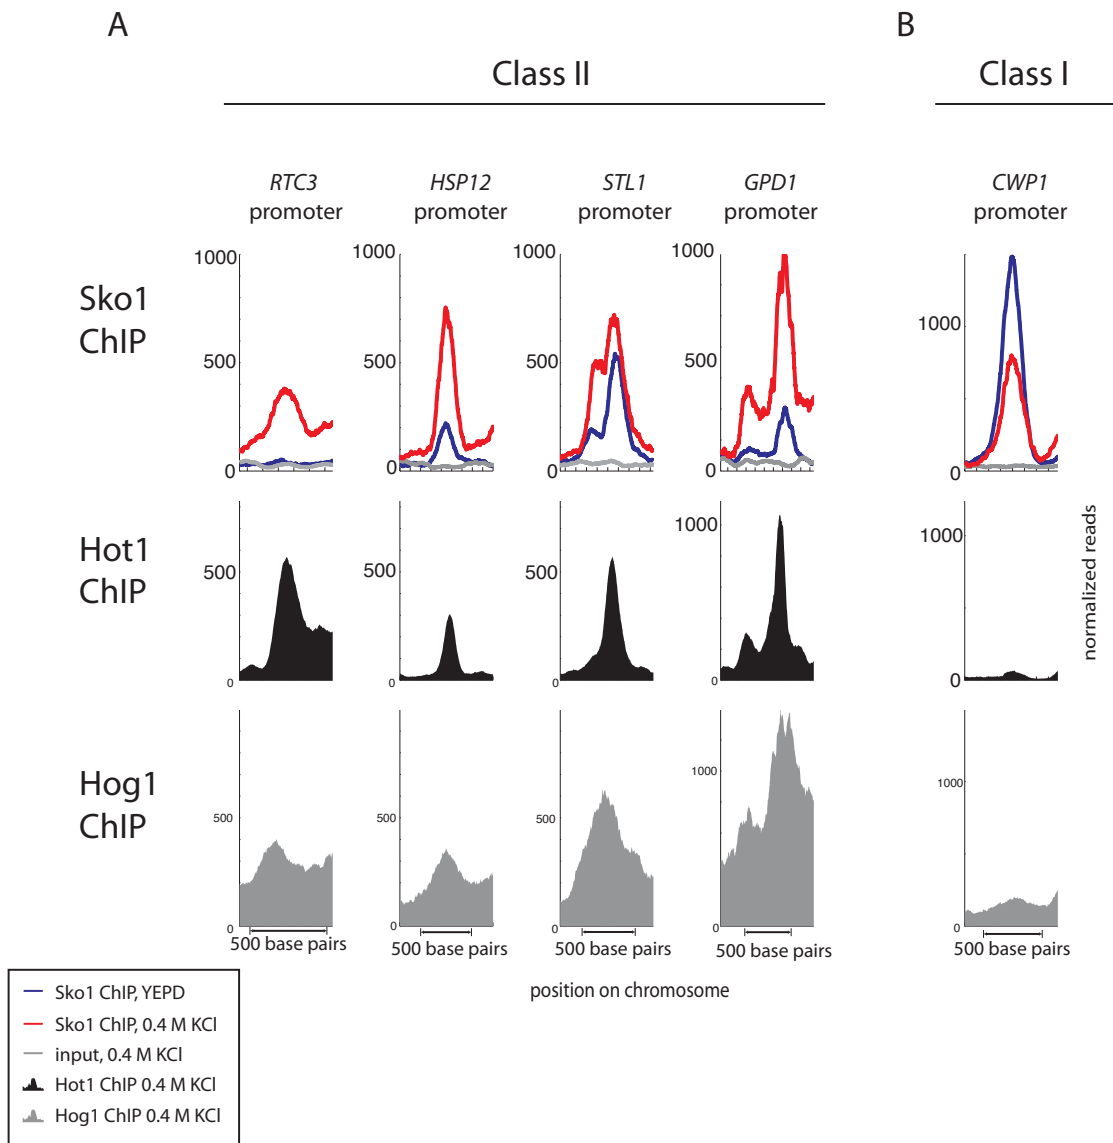 A
B
Class II
Class I
RTC3
promoter
HSP12
promoter
STL1
promoter
GPD1
promoter
CWP1
promoter
Sko1
ChIP
1000
500
0
1000
500
0
1000
500
0
1000
500
0
1000
0
Hot1
ChIP
500
0
500
0
500
0
1000
0
1000
0
normalized reads
Hog1
ChIP
500
0
500
0
500
0
1000
0
1000
0
500 base pairs
500 base pairs
500 base pairs
500 base pairs
500 base pairs
position on chromosome
Sko1 ChIP, YEPD
Sko1 ChIP, 0.4 M KCl
input, 0.4 M KCl
Hot1 ChIP 0.4 M KCl
Hog1 ChIP 0.4 M KCl